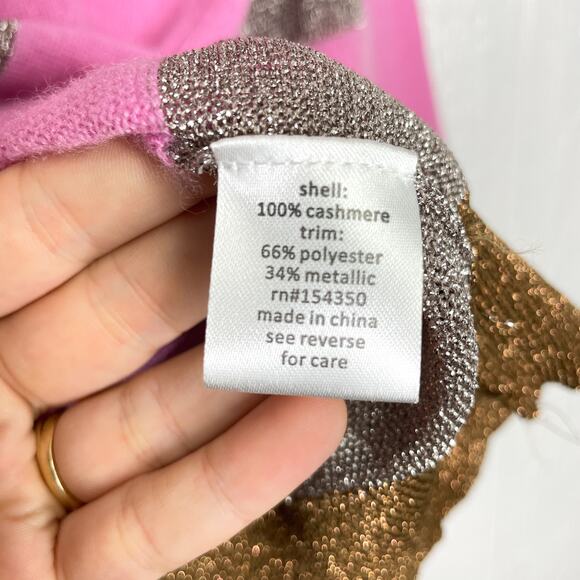 shell:
100% cashmere
trim:
66% polyester
34% metallic
rn#154350
made in china
see reverse
for care